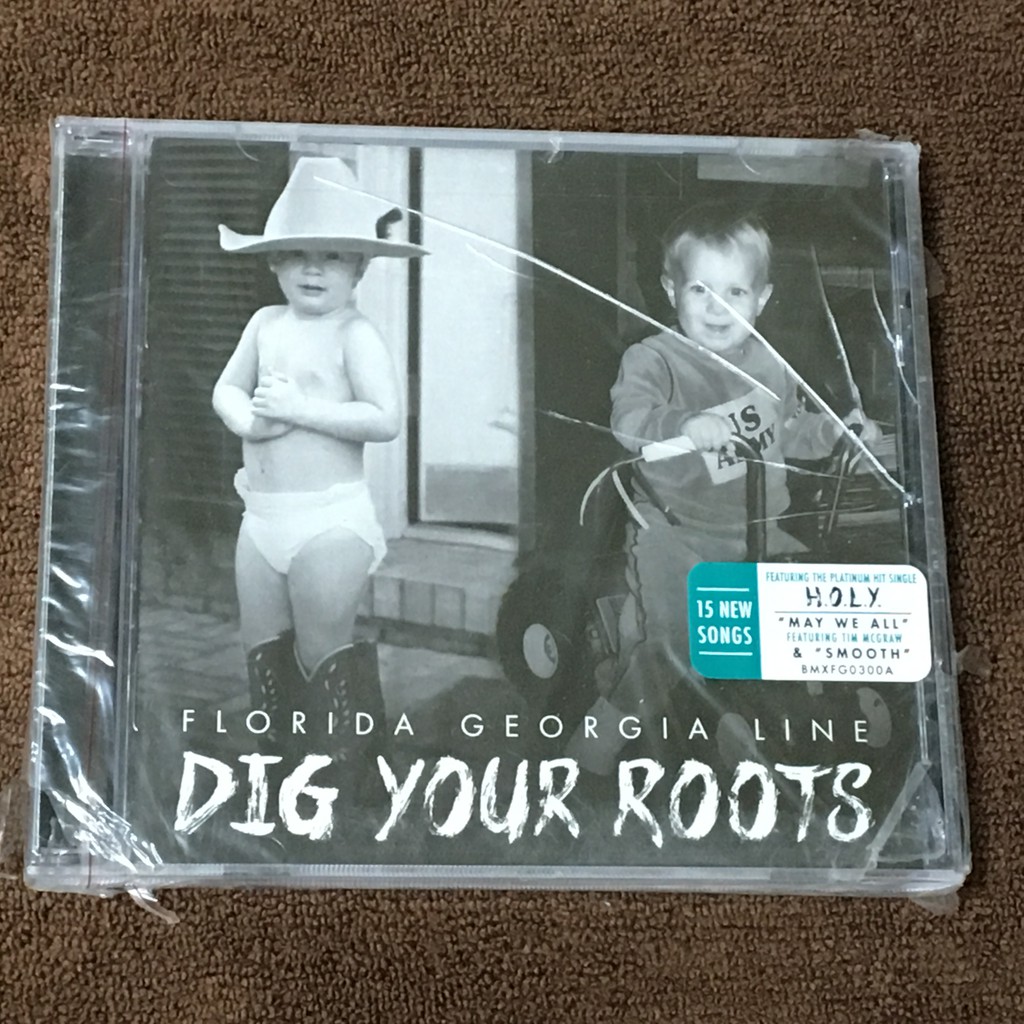 US
ARMY
15 NEW
SONGS
FEATURING THE PLATINUM HIT SINGLE
H.O.L.Y.
"MAY WE ALL"
FEATURING TIM MCGRAW
& "SMOOTH"
BMXFG0300A
FLORIDA GEORGIA LINE
DIG YOUR ROOTS